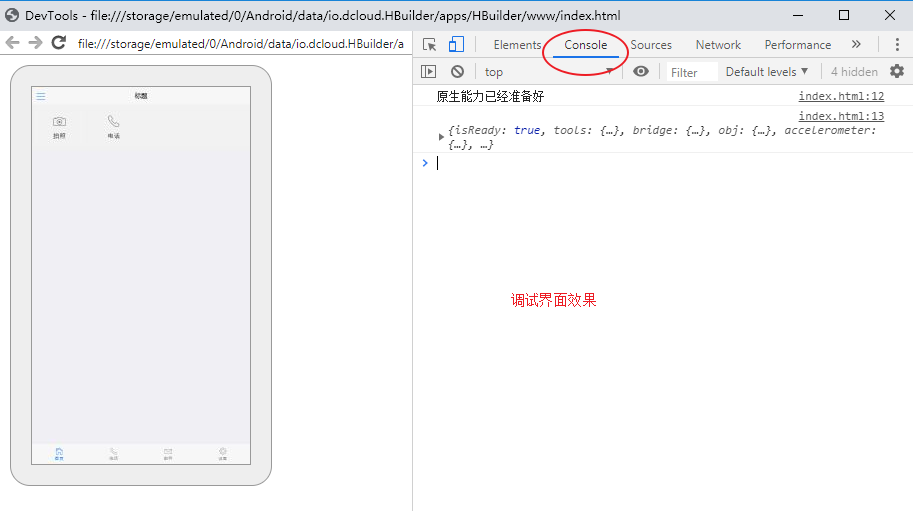 DevTools - file:///storage/emulated/0/Android/data/io.dcloud.HBuilder/apps/HBuilder/www/index.html
file:///storage/emulated/0/Android/data/io.dcloud.HBuilder/a
标题
拍照
电话
首页
电话
邮件
设置
Elements
Console
Sources
Network
Performance
top
Filter
Default levels ▼
4 hidden
原生能力已经准备好
index.html:12
index.html:13
{isReady: true, tools: {…}, bridge: {…}, obj: {…}, accelerometer:
{…}, …}
调试界面效果